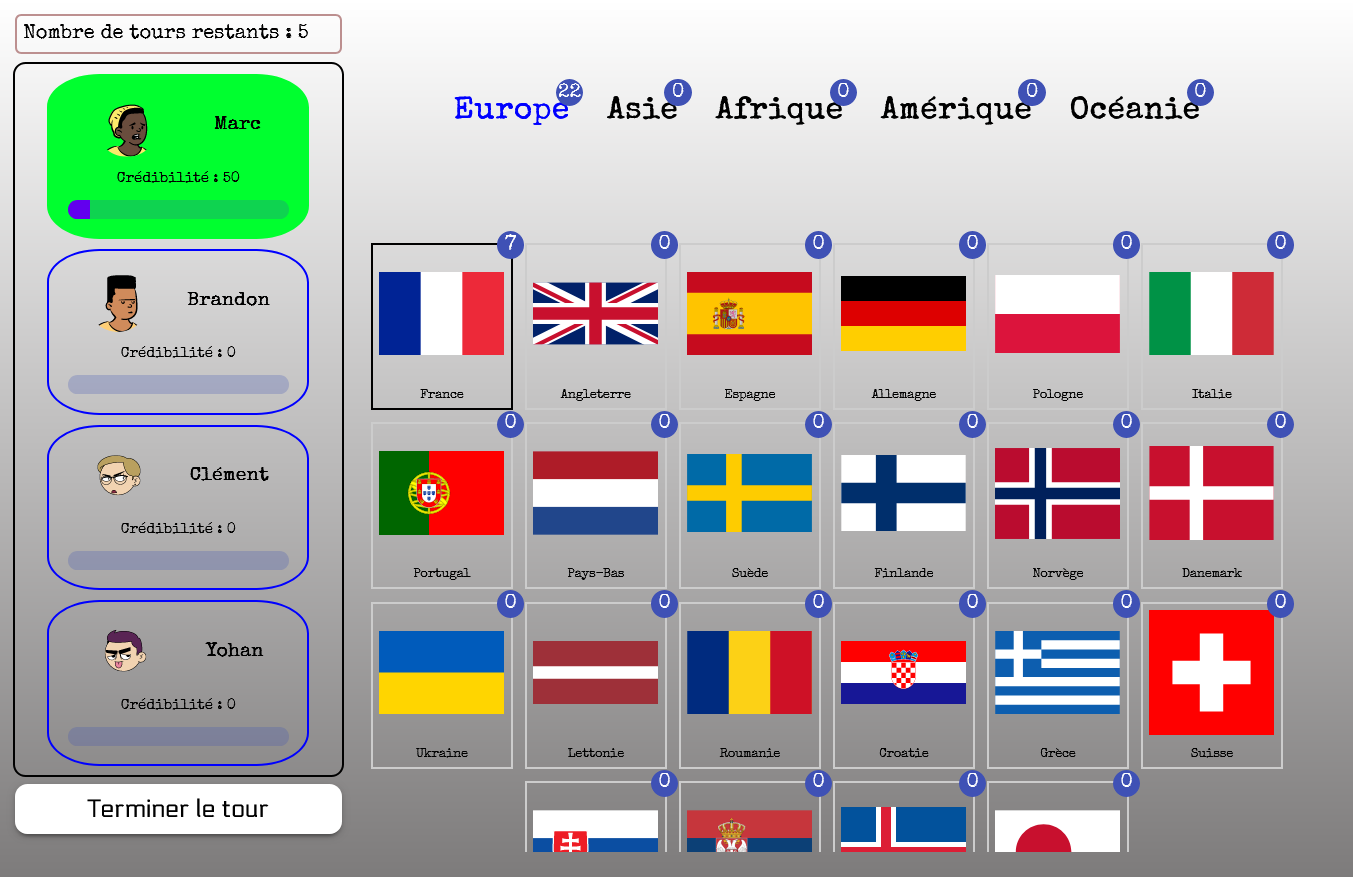 Nombre de tours restants : 5
Marc
Crédibilité : 50
Brandon
Crédibilité : 0
Clément
Crédibilité : 0
Yohan
Crédibilité : 0
Terminer le tour
Europe 22 Asie 0 Afrique 0 Amérique 0 Océanie 0
7 0 0 0 0 0
France Angleterre Espagne Allemagne Pologne Italie
0 0 0 0 0 0
Portugal Pays-Bas Suède Finlande Norvège Danemark
0 0 0 0 0 0
Ukraine Lettonie Roumanie Croatie Grèce Suisse
0 0 0 0